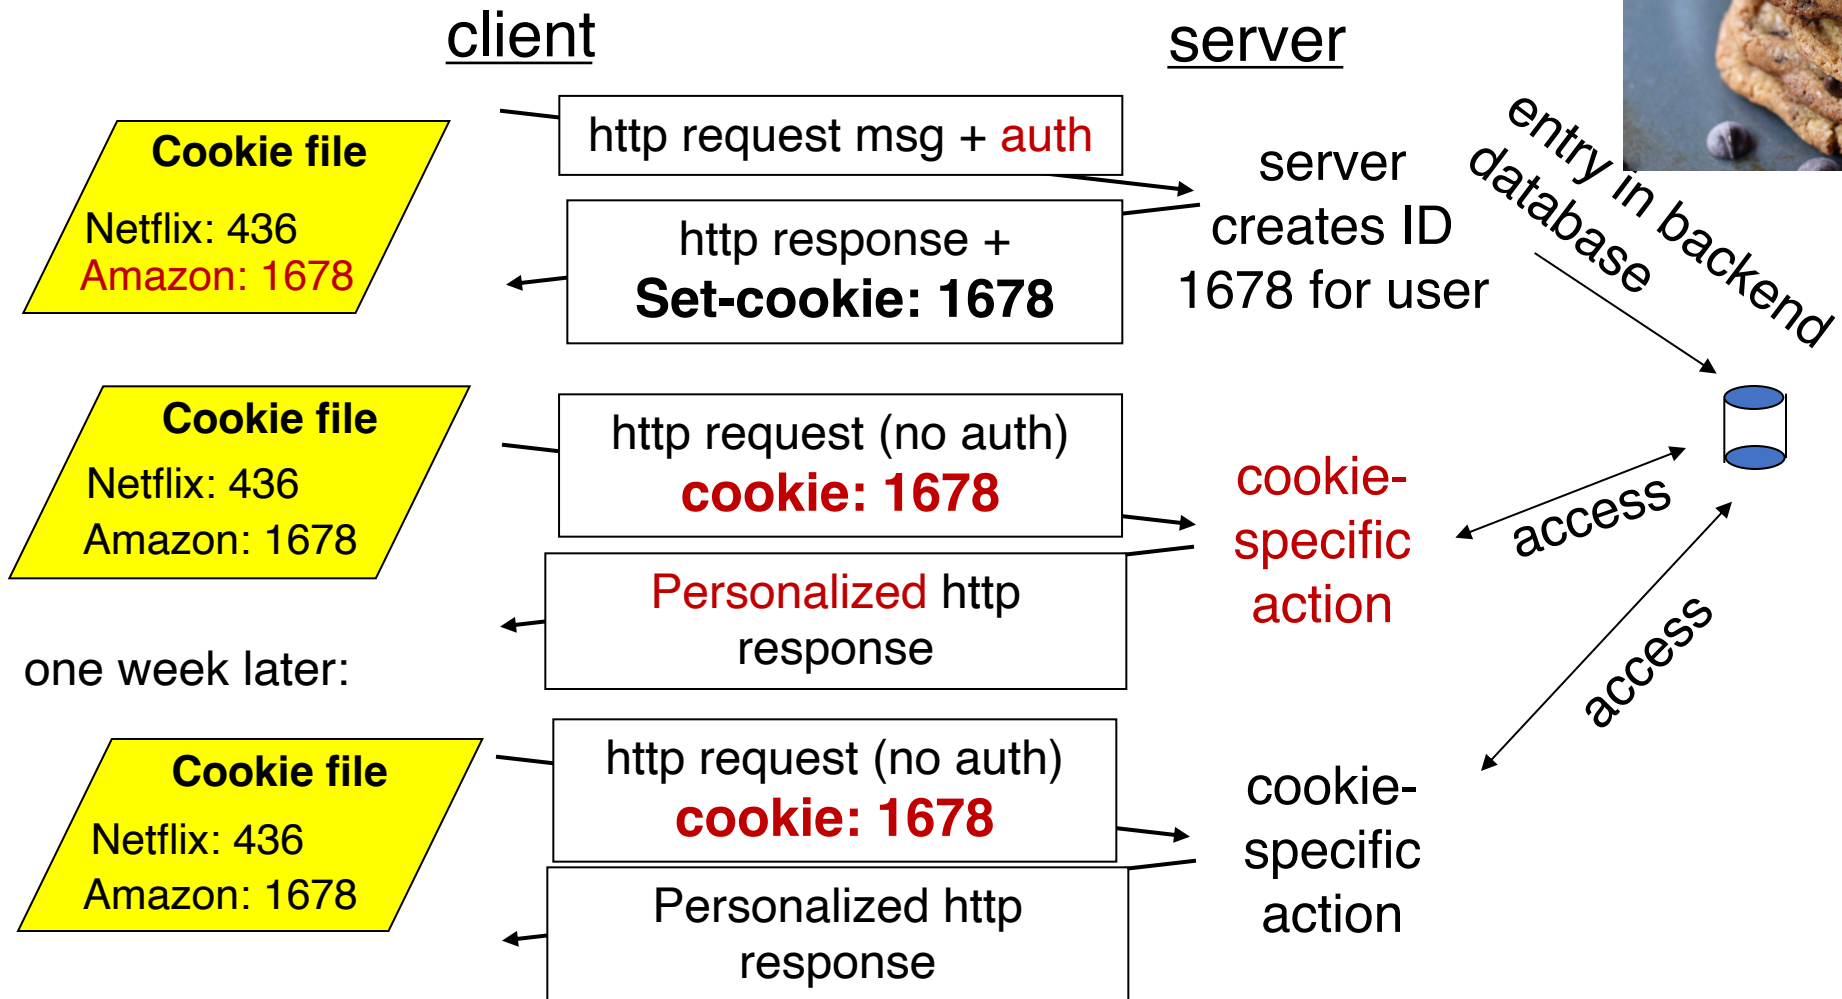 client
server
Cookie file
Netflix: 436
Amazon: 1678
http request msg + auth
http response +
Set-cookie: 1678
server
creates ID
1678 for user
entry in backend
database
Cookie file
Netflix: 436
Amazon: 1678
http request (no auth)
cookie: 1678
Personalized http
response
cookie-
specific
action
access
one week later:
Cookie file
Netflix: 436
Amazon: 1678
http request (no auth)
cookie: 1678
Personalized http
response
cookie-
specific
action
access